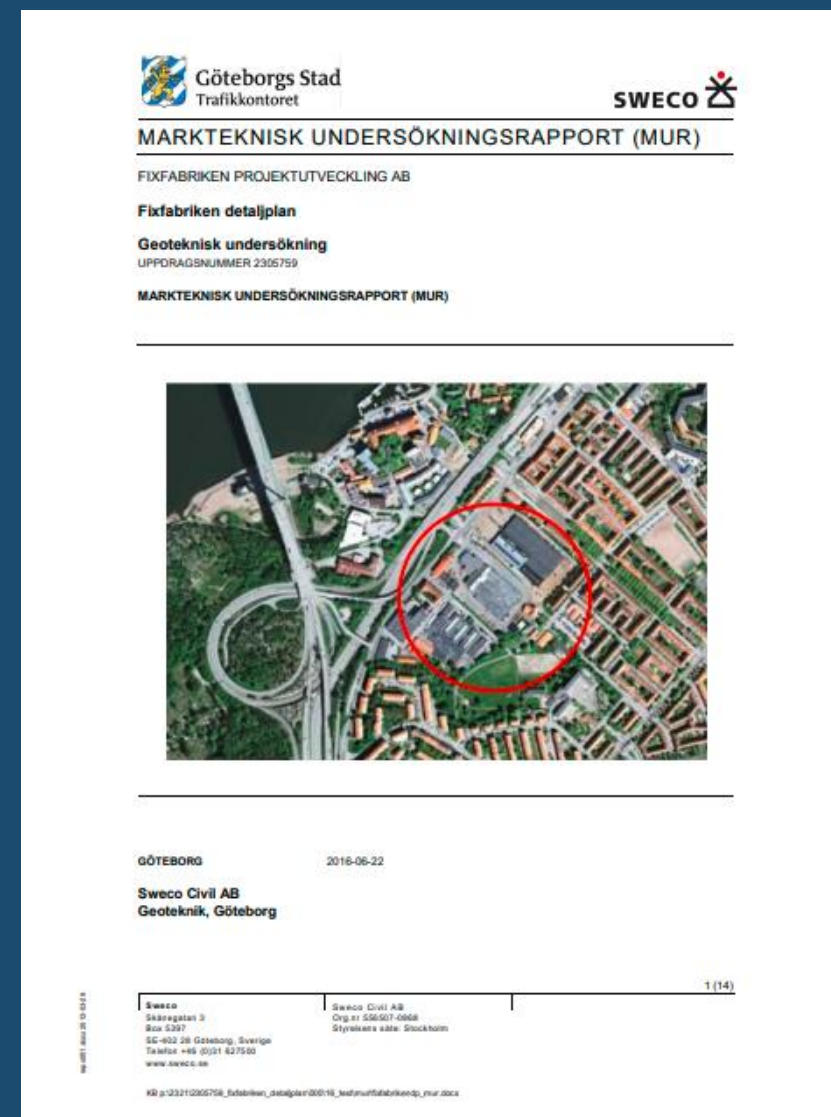 Göteborgs Stad
Trafikkontoret
SWECO
MARKTEKNISK UNDERSÖKNINGSRAPPORT (MUR)
FIXFABRIKEN PROJEKTUTVECKLING AB
Fixfabriken detaljplan
Geoteknisk undersökning
UPPDRAGSNUMMER 2305759
MARKTEKNISK UNDERSÖKNINGSRAPPORT (MUR)
GÖTEBORG 2016-06-22
Sweco Civil AB
Geoteknik, Göteborg
1 (14)
Sweco
Skånegatan 3
Box 5397
SE-402 28 Göteborg, Sverige
Telefon +46 (0)31 627500
www.sweco.se
Sweco Civil AB
Org.nr 556507-0868
Styrelsens säte: Stockholm